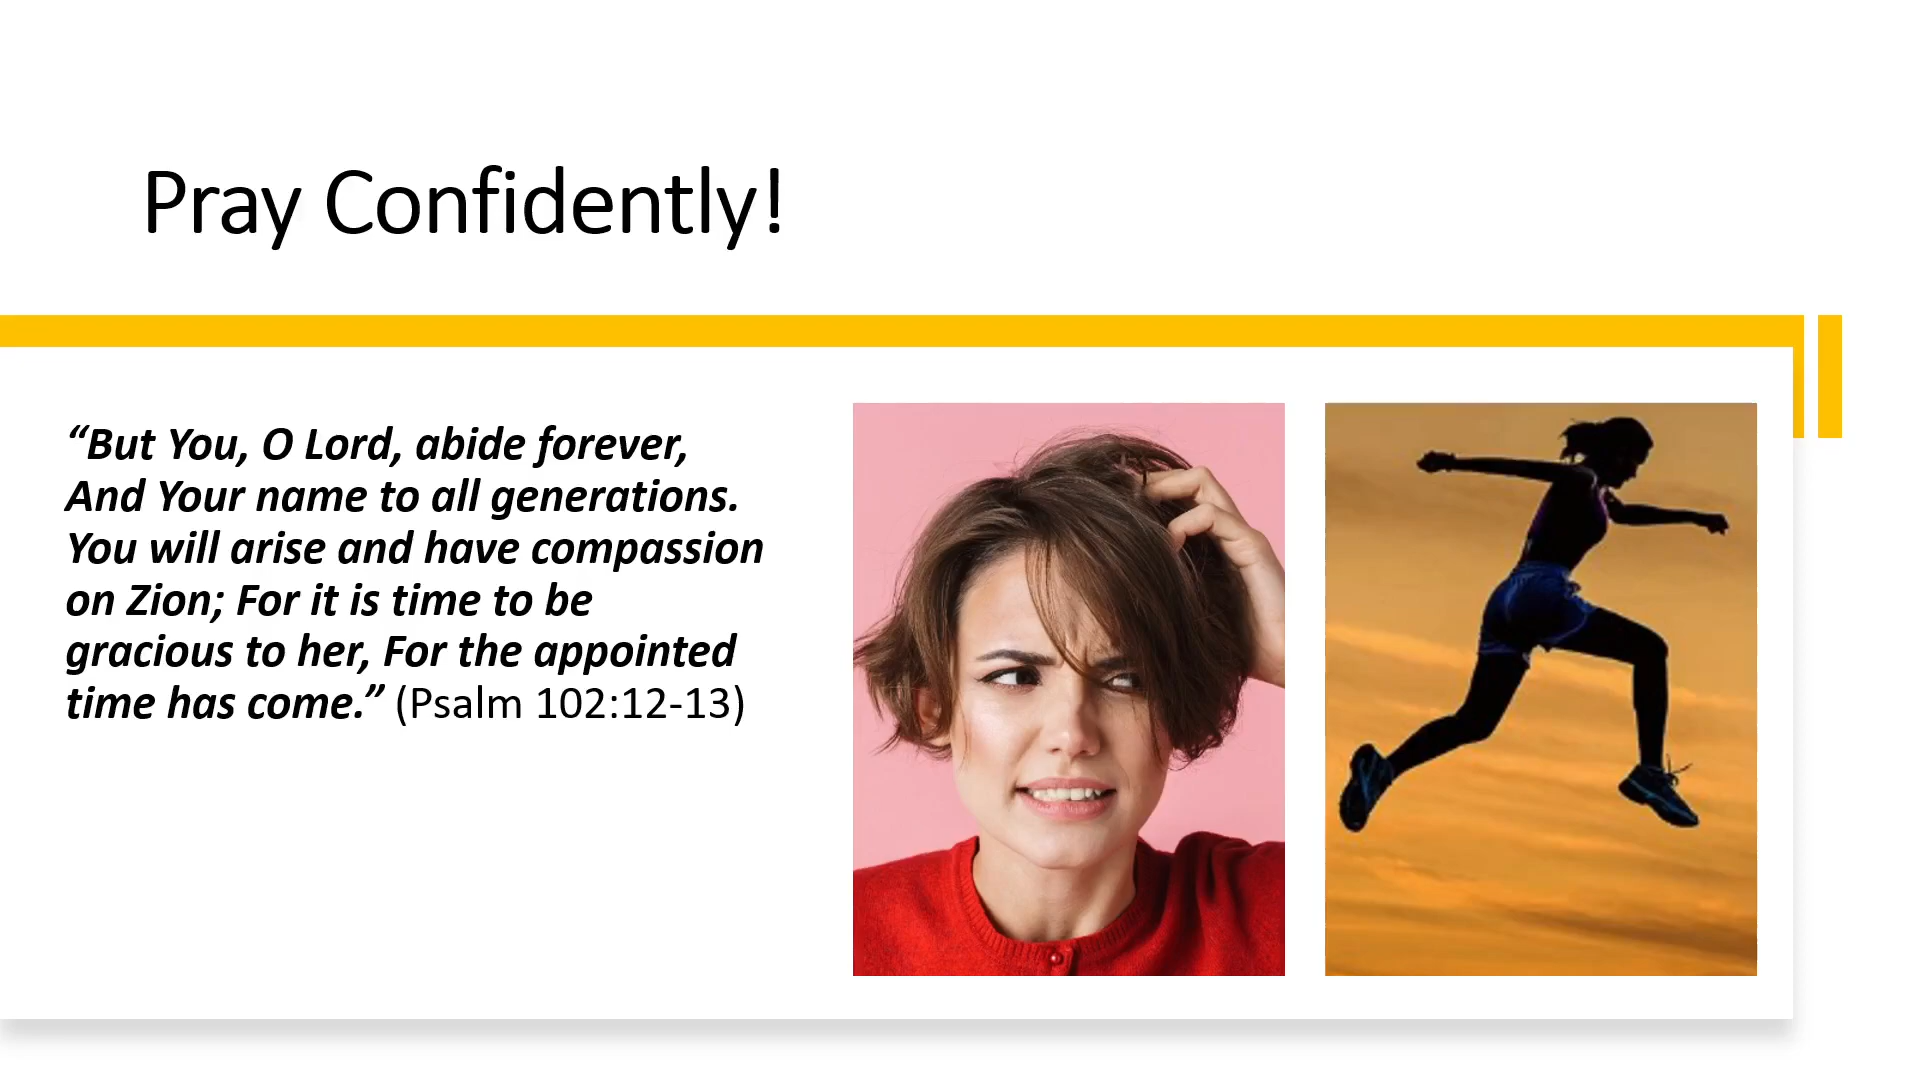 Pray Confidently!
“But You, O Lord, abide forever,
And Your name to all generations.
You will arise and have compassion
on Zion; For it is time to be
gracious to her, For the appointed
time has come.” (Psalm 102:12-13)